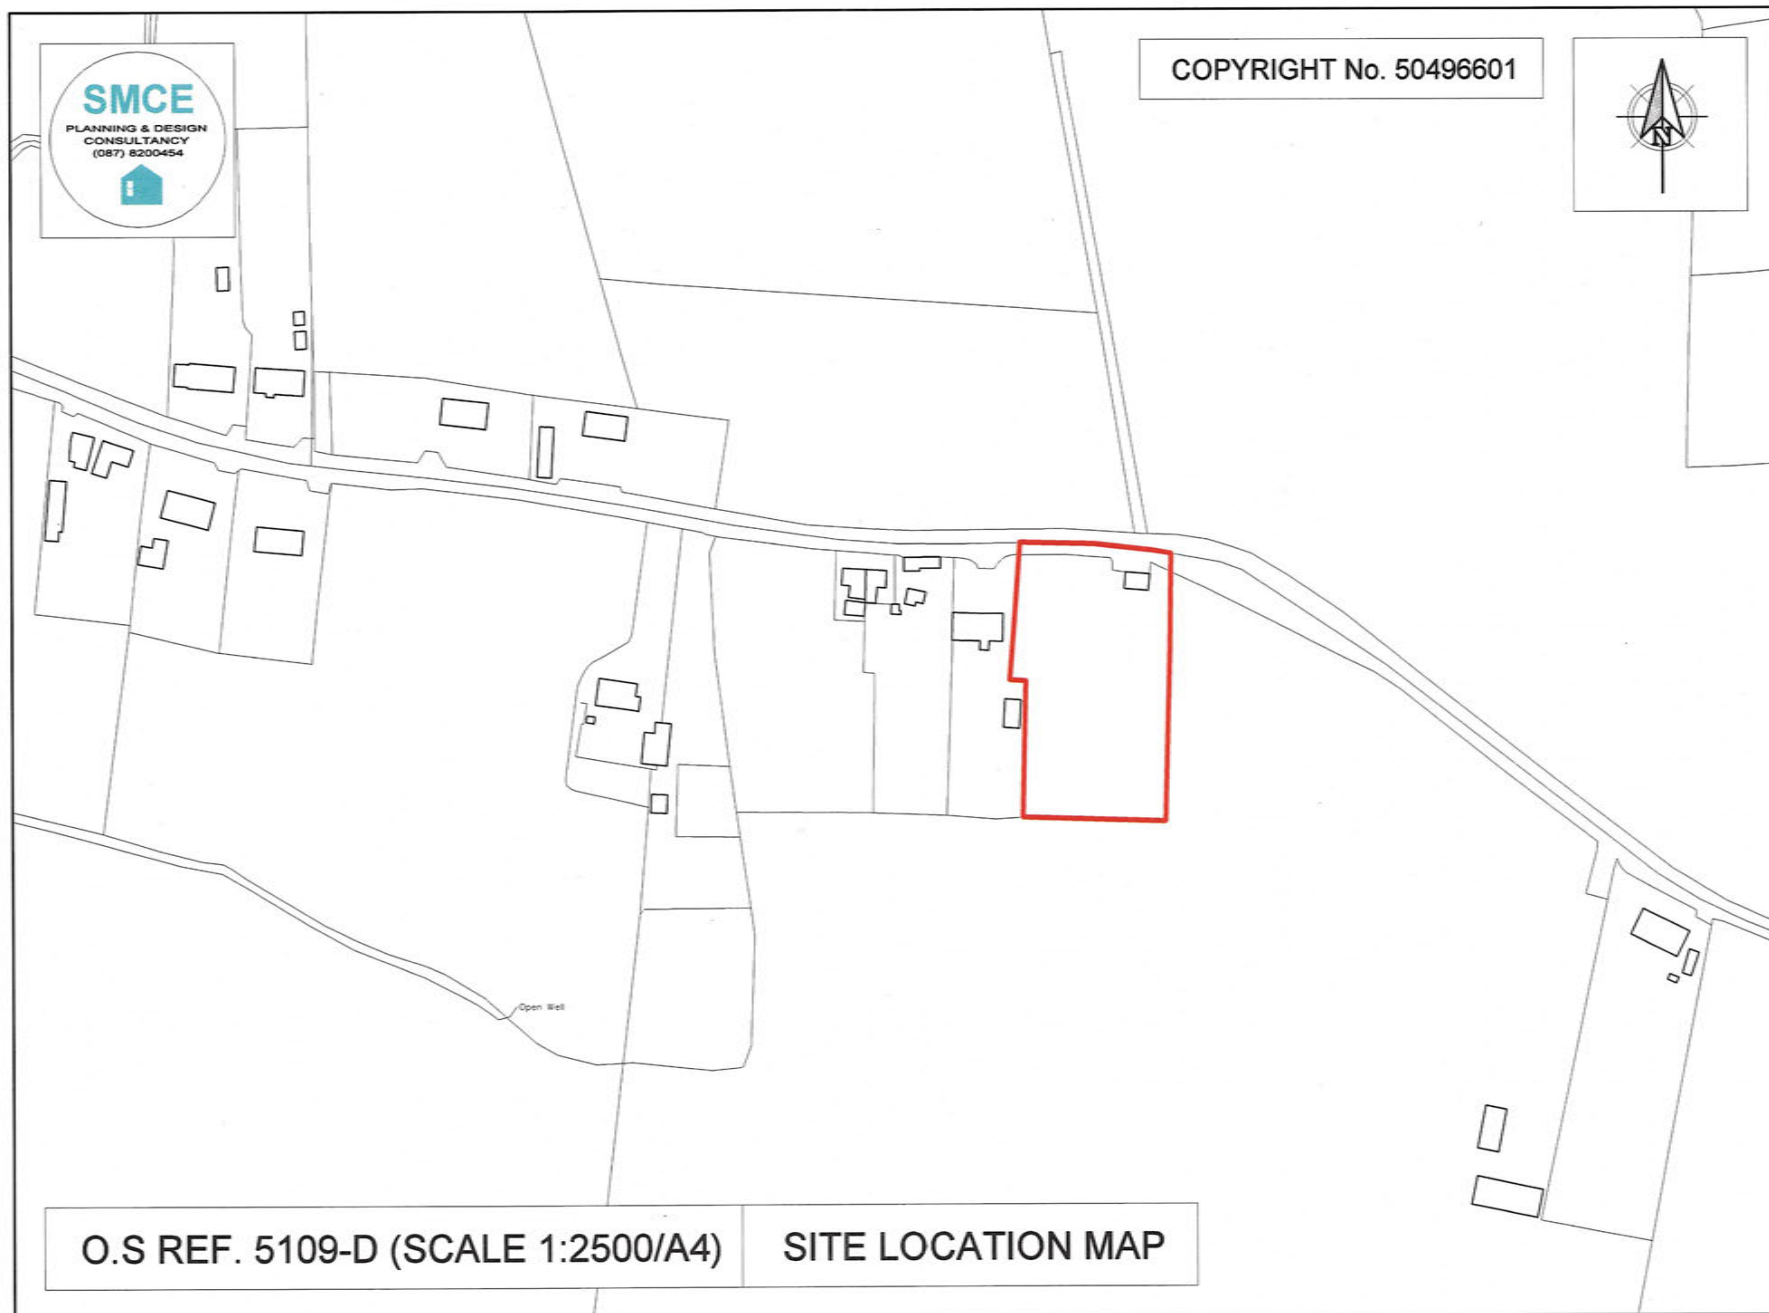 SMCE
PLANNING & DESIGN
CONSULTANCY
(087) 8200454
COPYRIGHT No. 50496601
N
Open Well
O.S REF. 5109-D (SCALE 1:2500/A4)
SITE LOCATION MAP